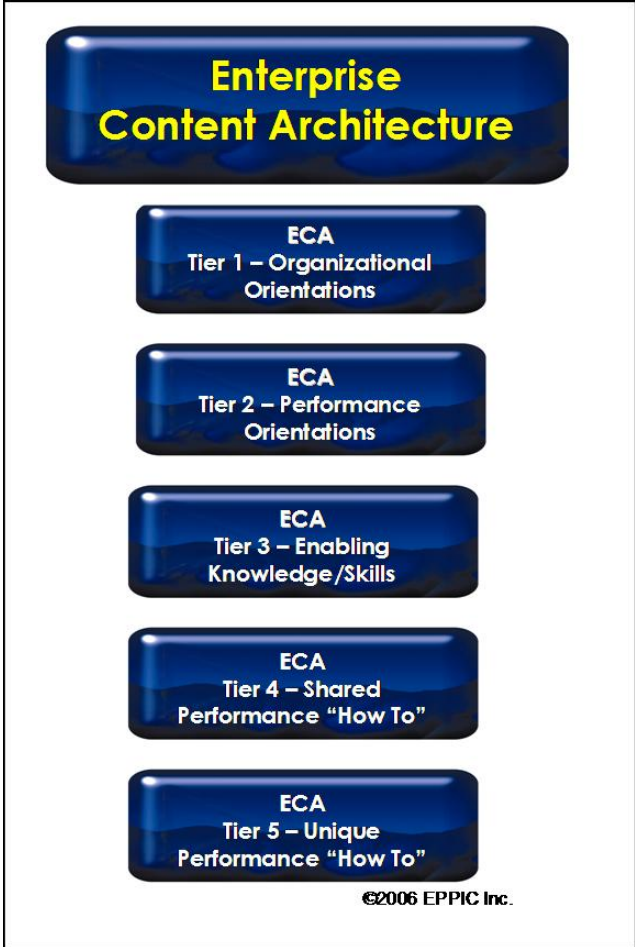 Enterprise
Content Architecture
ECA
Tier 1 – Organizational
Orientations
ECA
Tier 2 – Performance
Orientations
ECA
Tier 3 – Enabling
Knowledge/Skills
ECA
Tier 4 – Shared
Performance “How To”
ECA
Tier 5 – Unique
Performance “How To”
©2006 EPPIC Inc.